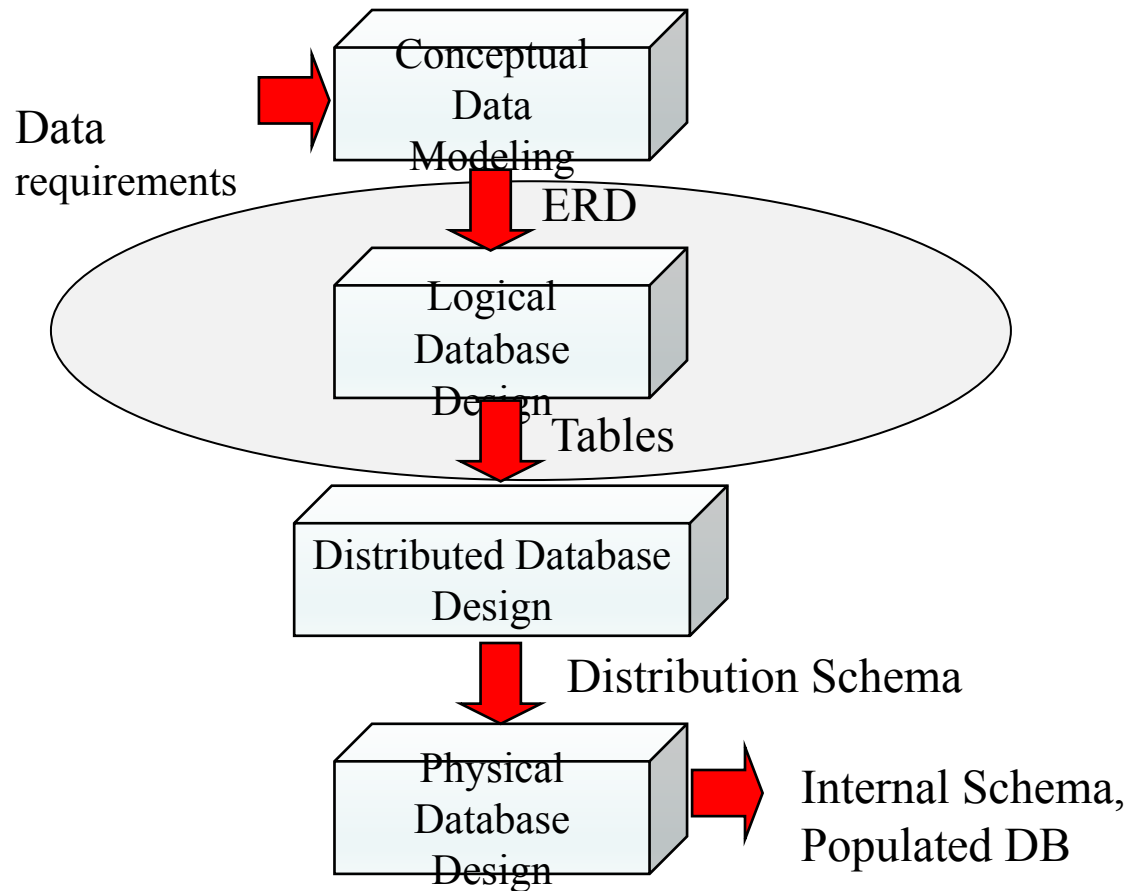 Conceptual
Data
Modeling
Data
requirements
ERD
Logical
Database
Design
Tables
Distributed Database
Design
Distribution Schema
Physical
Database
Design
Internal Schema,
Populated DB